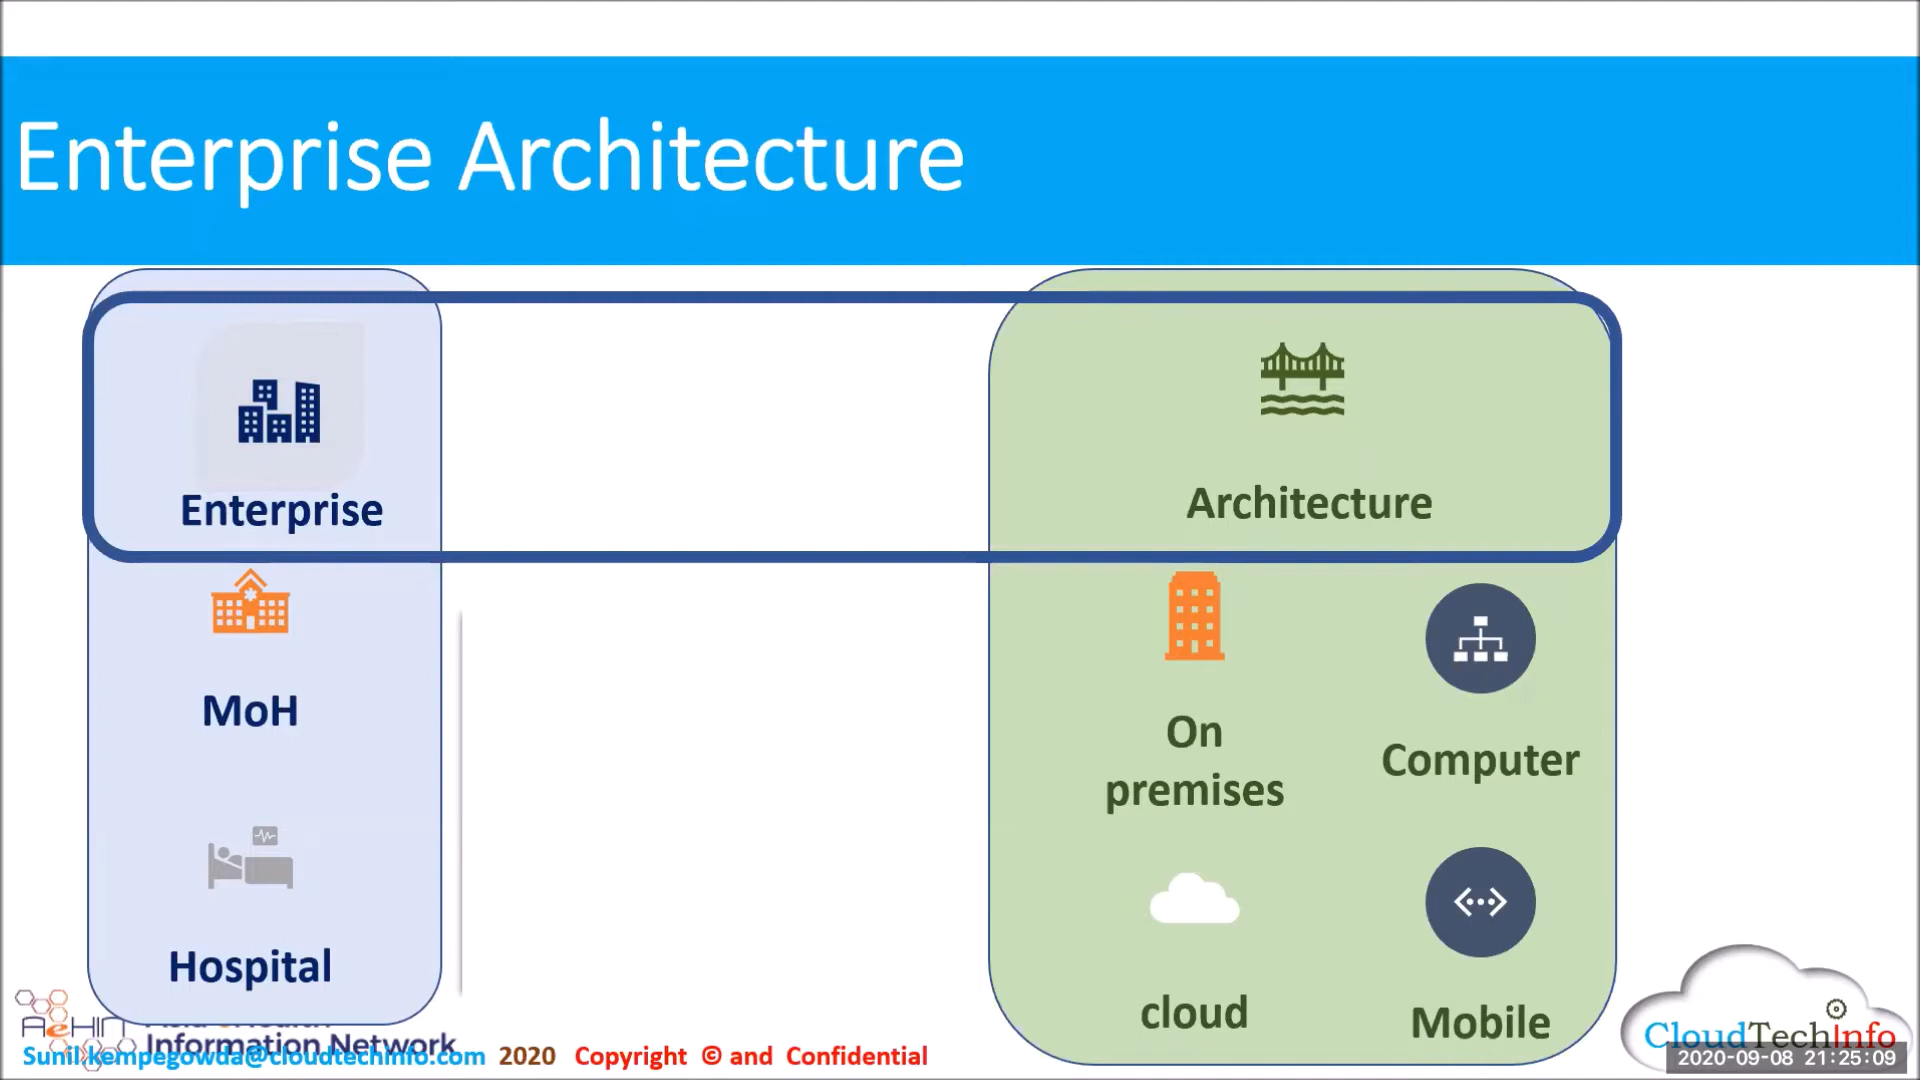 Enterprise Architecture
Enterprise
Architecture
MoH
On
premises
Computer
Hospital
cloud
Mobile
AeHIN
Information Network
Sunil.kempegowda@cloudtechinfo.com 2020 Copyright © and Confidential
CloudTechInfo
2020-09-08 21:25:09